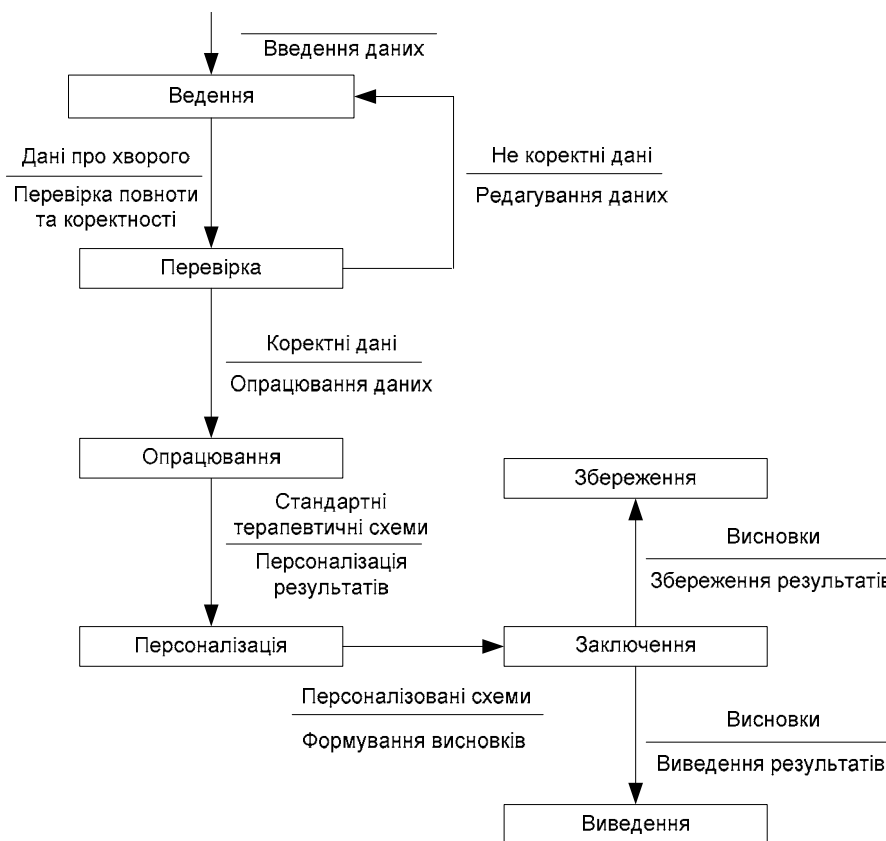 Введення даних
Ведення
Дані про хворого
Перевірка повноти
та коректності
Не коректні дані
Редагування даних
Перевірка
Коректні дані
Опрацювання даних
Опрацювання
Стандартні
терапевтичні схеми
Персоналізація
результатів
Збереження
Висновки
Збереження результатів
Персоналізація
Заключення
Персоналізовані схеми
Формування висновків
Висновки
Виведення результатів
Виведення